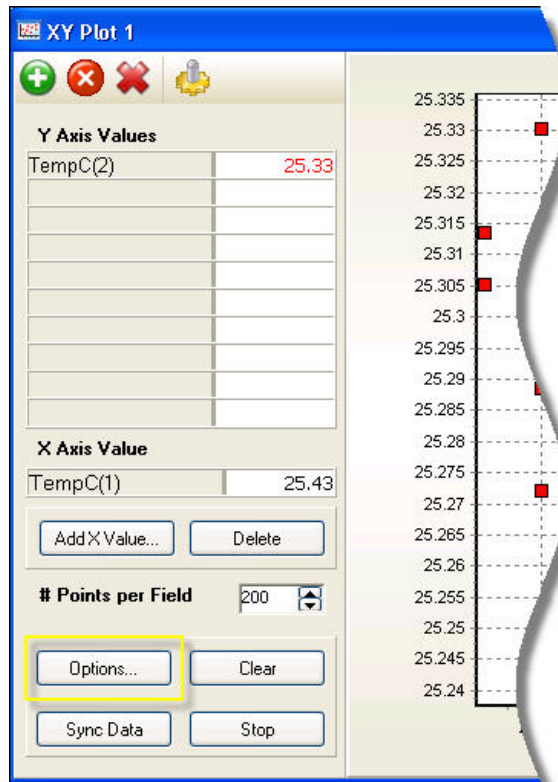 XY Plot 1
Y Axis Values
TempC(2) 25.33
X Axis Value
TempC(1) 25.43
Add X Value... Delete
# Points per Field 200
Options... Clear
Sync Data Stop
25.335
25.33
25.325
25.32
25.315
25.31
25.305
25.3
25.295
25.29
25.285
25.28
25.275
25.27
25.265
25.26
25.255
25.25
25.245
25.24